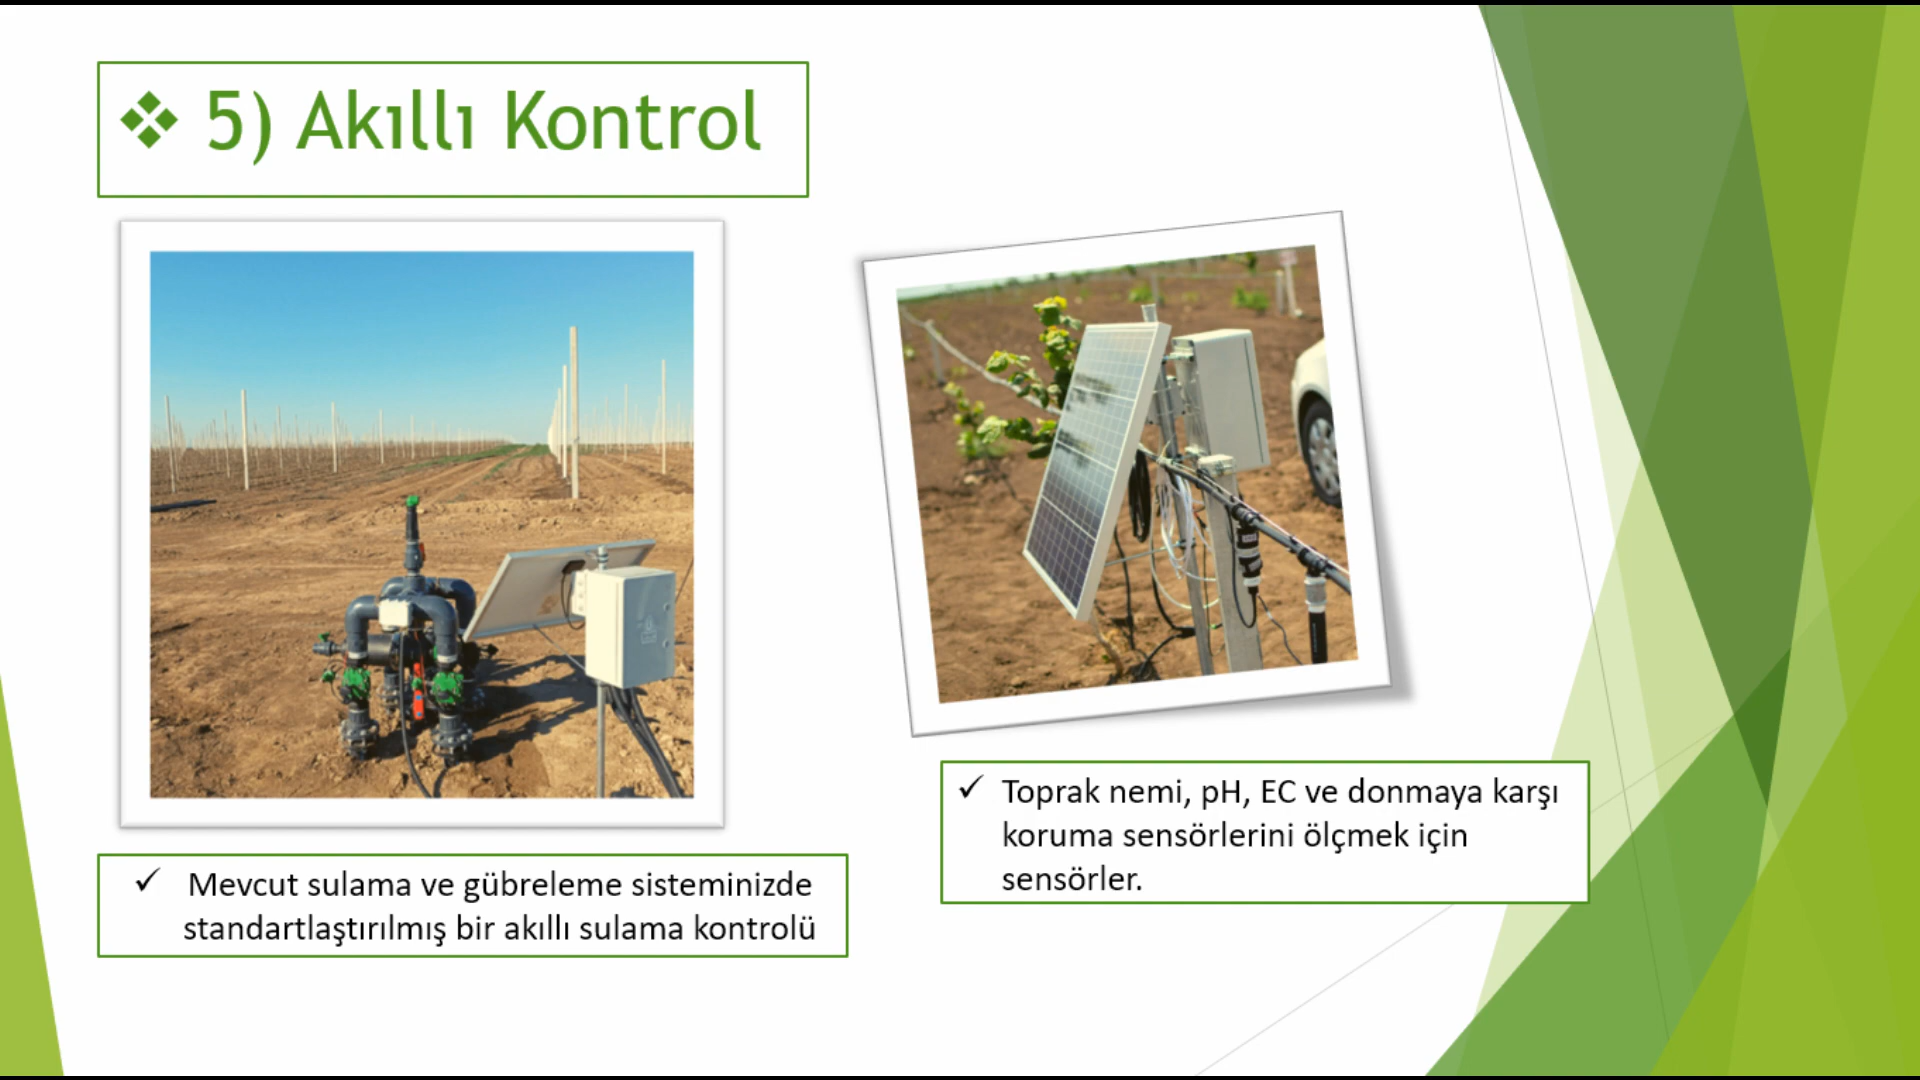 5) Akıllı Kontrol
Mevcut sulama ve gübreleme sisteminizde
standartlaştırılmış bir akıllı sulama kontrolü
Toprak nemi, pH, EC ve donmaya karşı
koruma sensörlerini ölçmek için
sensörler.